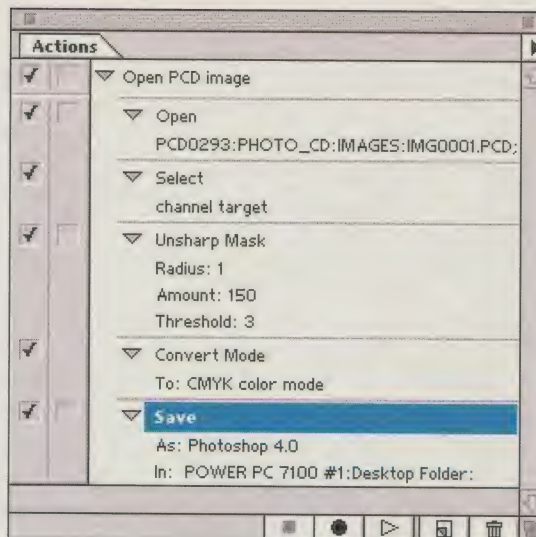 Actions
Open PCD image
Open
PCD0293:PHOTO_CD:IMAGES:IMG0001.PCD;
Select
channel target
Unsharp Mask
Radius: 1
Amount: 150
Threshold: 3
Convert Mode
To: CMYK color mode
Save
As: Photoshop 4.0
In: POWER PC 7100 #1:Desktop Folder: